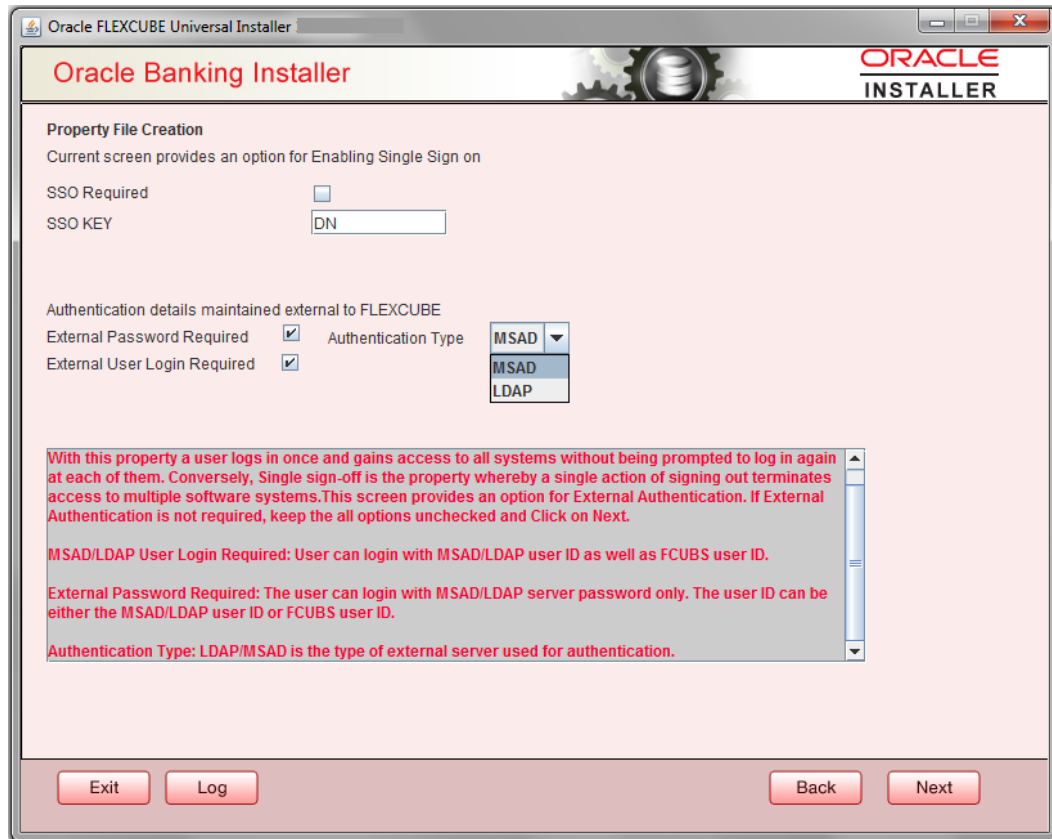 Oracle FLEXCUBE Universal Installer
Oracle Banking Installer
ORACLE
INSTALLER
Property File Creation
Current screen provides an option for Enabling Single Sign on
SSO Required
SSO KEY
DN
Authentication details maintained external to FLEXCUBE
External Password Required
Authentication Type
MSAD
External User Login Required
MSAD
LDAP
With this property a user logs in once and gains access to all systems without being prompted to log in again
at each of them. Conversely, Single sign-off is the property whereby a single action of signing out terminates
access to multiple software systems.This screen provides an option for External Authentication. If External
Authentication is not required, keep the all options unchecked and Click on Next.
MSAD/LDAP User Login Required: User can login with MSAD/LDAP user ID as well as FCUBS user ID.
External Password Required: The user can login with MSAD/LDAP server password only. The user ID can be
either the MSAD/LDAP user ID or FCUBS user ID.
Authentication Type: LDAP/MSAD is the type of external server used for authentication.
Exit
Log
Back
Next